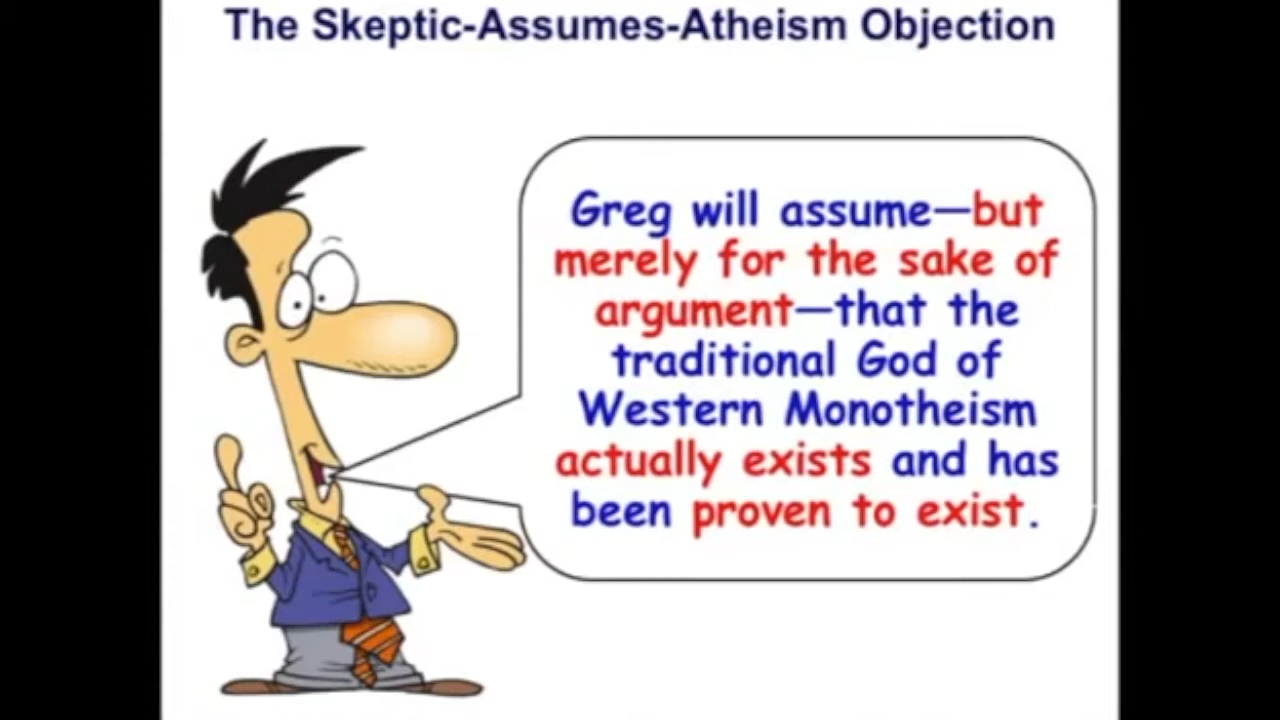 The Skeptic-Assumes-Atheism Objection
Greg will assume—but
merely for the sake of
argument—that the
traditional God of
Western Monotheism
actually exists and has
been proven to exist.